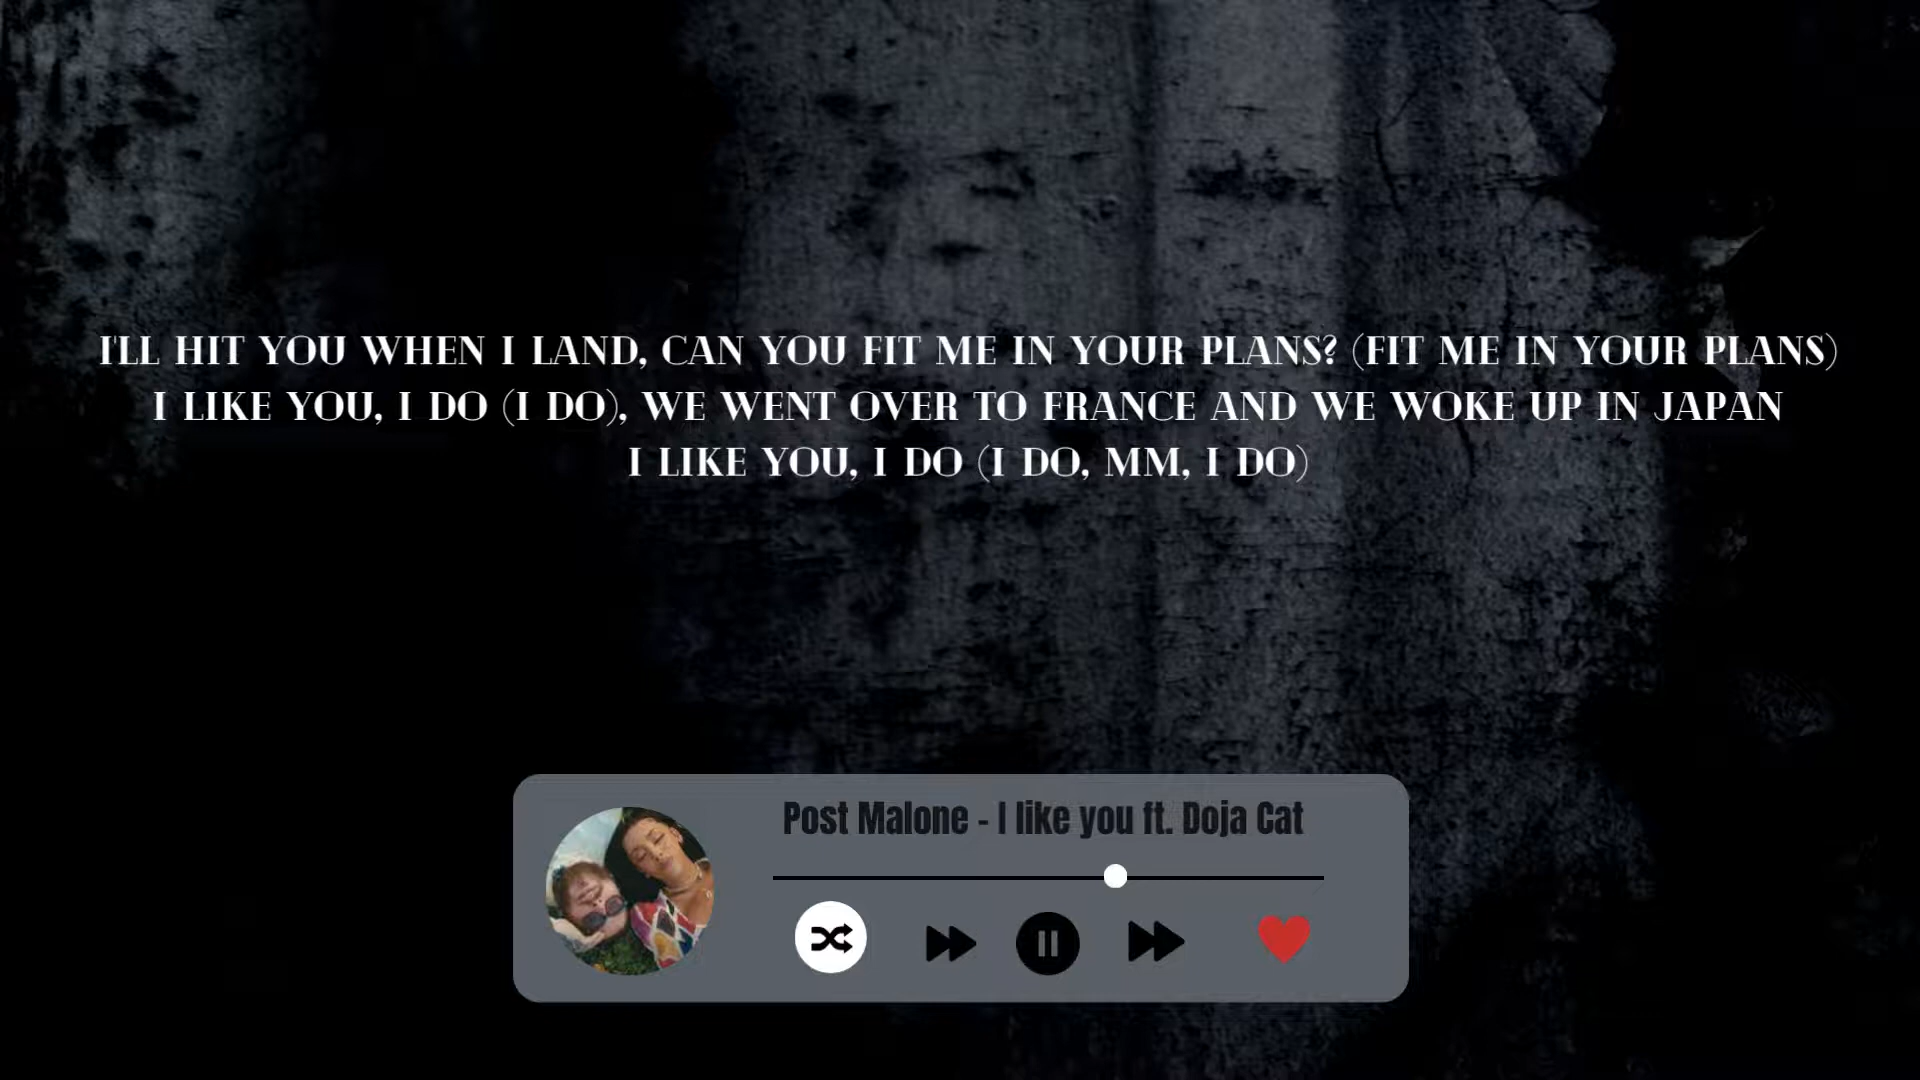 I'LL HIT YOU WHEN I LAND, CAN YOU FIT ME IN YOUR PLANS? (FIT ME IN YOUR PLANS)
I LIKE YOU, I DO (I DO), WE WENT OVER TO FRANCE AND WE WOKE UP IN JAPAN
I LIKE YOU, I DO (I DO, MM, I DO)
Post Malone - I like you ft. Doja Cat